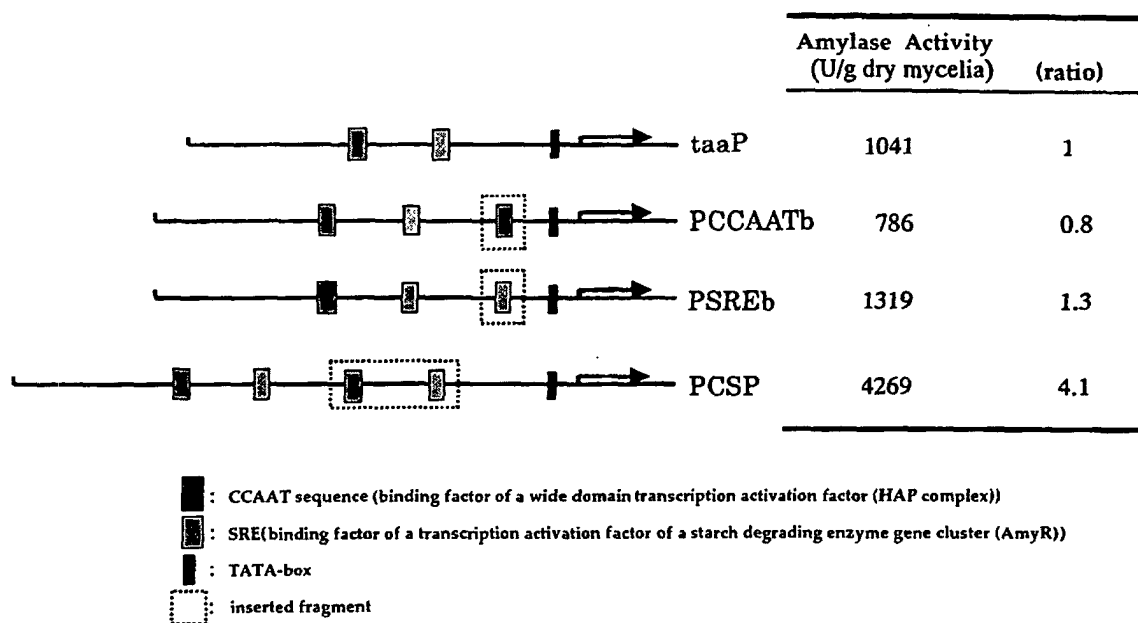 Amylase Activity
(U/g dry mycelia) (ratio)
taaP 1041 1
PCCAATb 786 0.8
PSREb 1319 1.3
PCSP 4269 4.1
: CCAAT sequence (binding factor of a wide domain transcription activation factor (HAP complex))
: SRE(binding factor of a transcription activation factor of a starch degrading enzyme gene cluster (AmyR))
: TATA-box
: inserted fragment